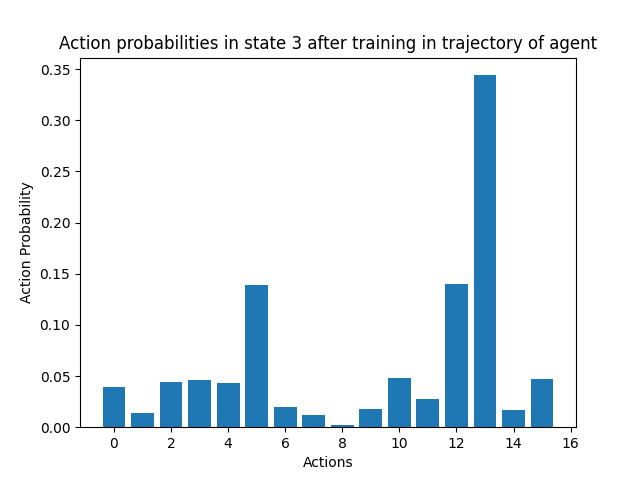 Action probabilities in state 3 after training in trajectory of agent
0.35
0.30
0.25
0.20
0.15
0.10
0.05
0.00
Action Probability
0 2 4 6 8 10 12 14 16
Actions